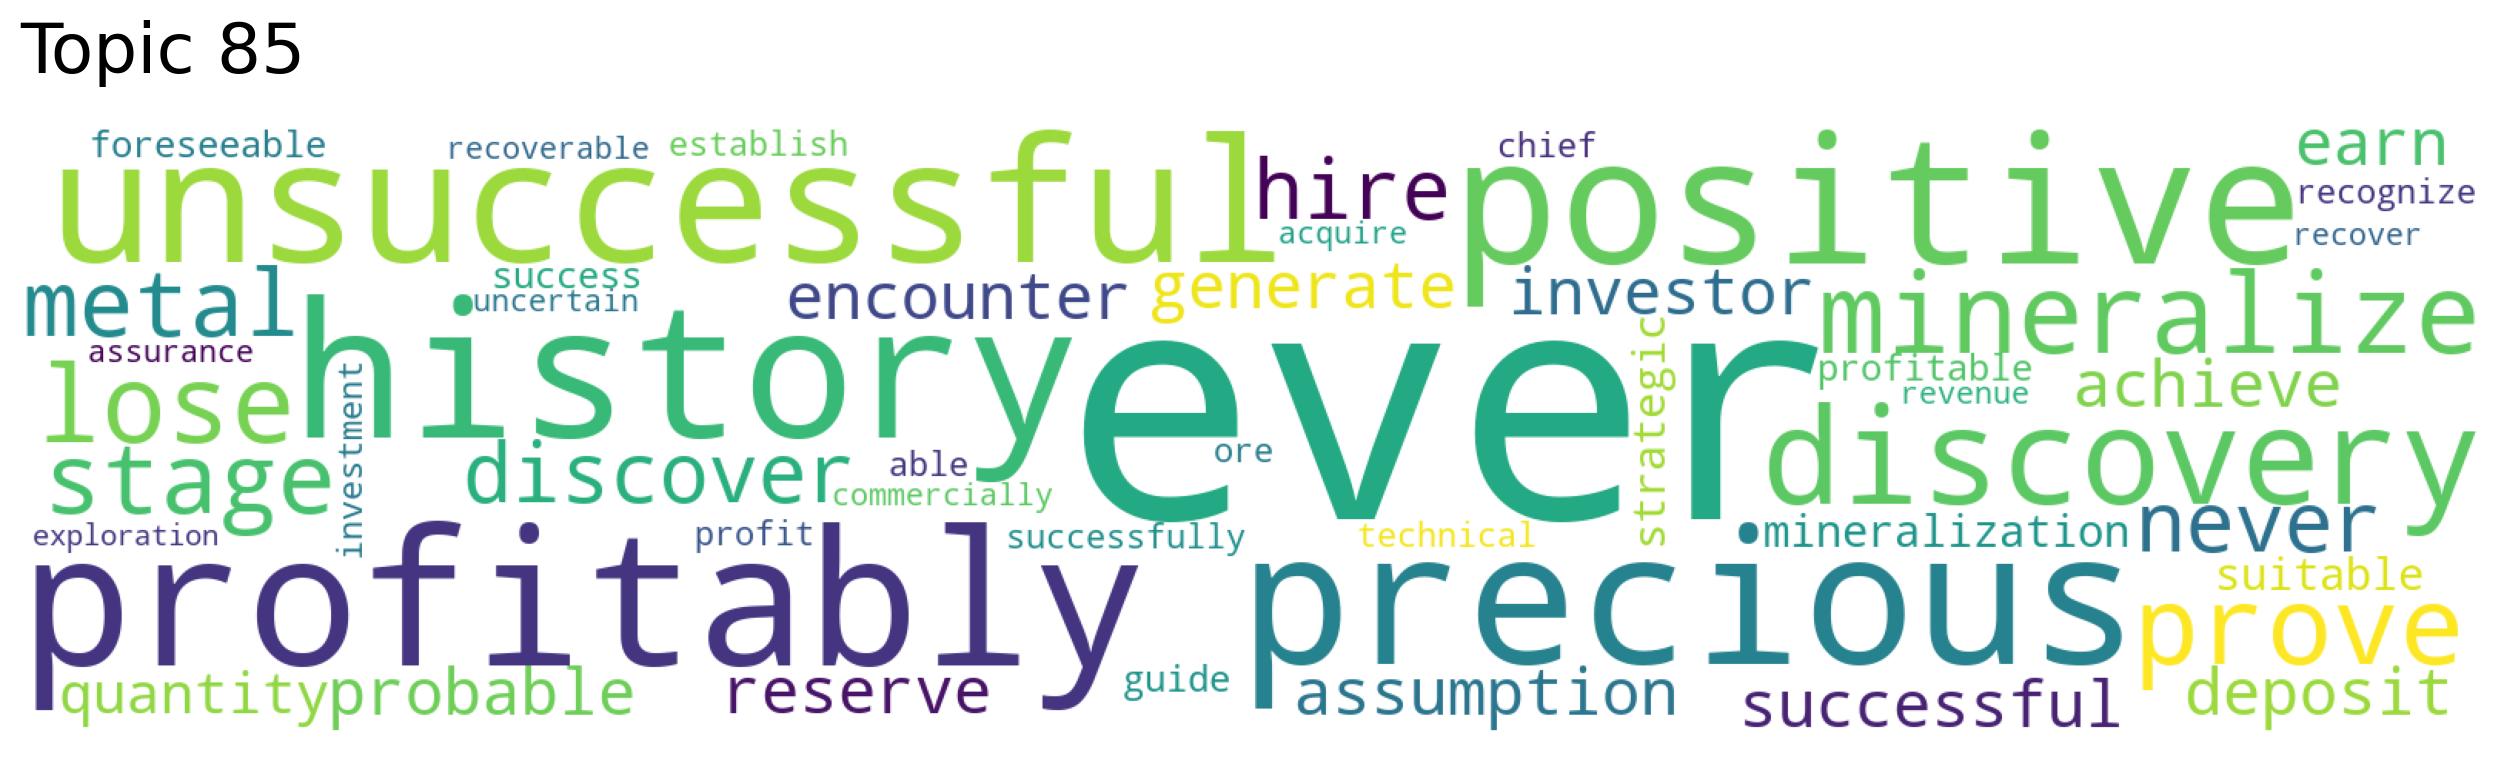 Topic 85
foreseeable
recoverable
establish
chief
earn
unsuccessful
hire
positive
recognize
acquire
recover
metal
success
uncertain
encounter
generate
investor
mineralize
assurance
history
ever
strategic
profitable
revenue
achieve
lose
investment
stage
discover
able
commercially
ore
discovery
exploration
profit
successfully
technical
mineralization
never
profitably
precious
suitable
prove
quantity
probable
reserve
guide
assumption
successful
deposit